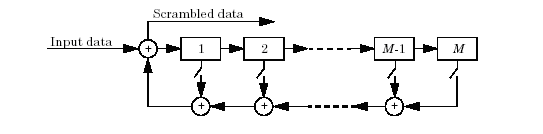 Scrambled data
Input data
+ 1 2 M-1 M
+ + +